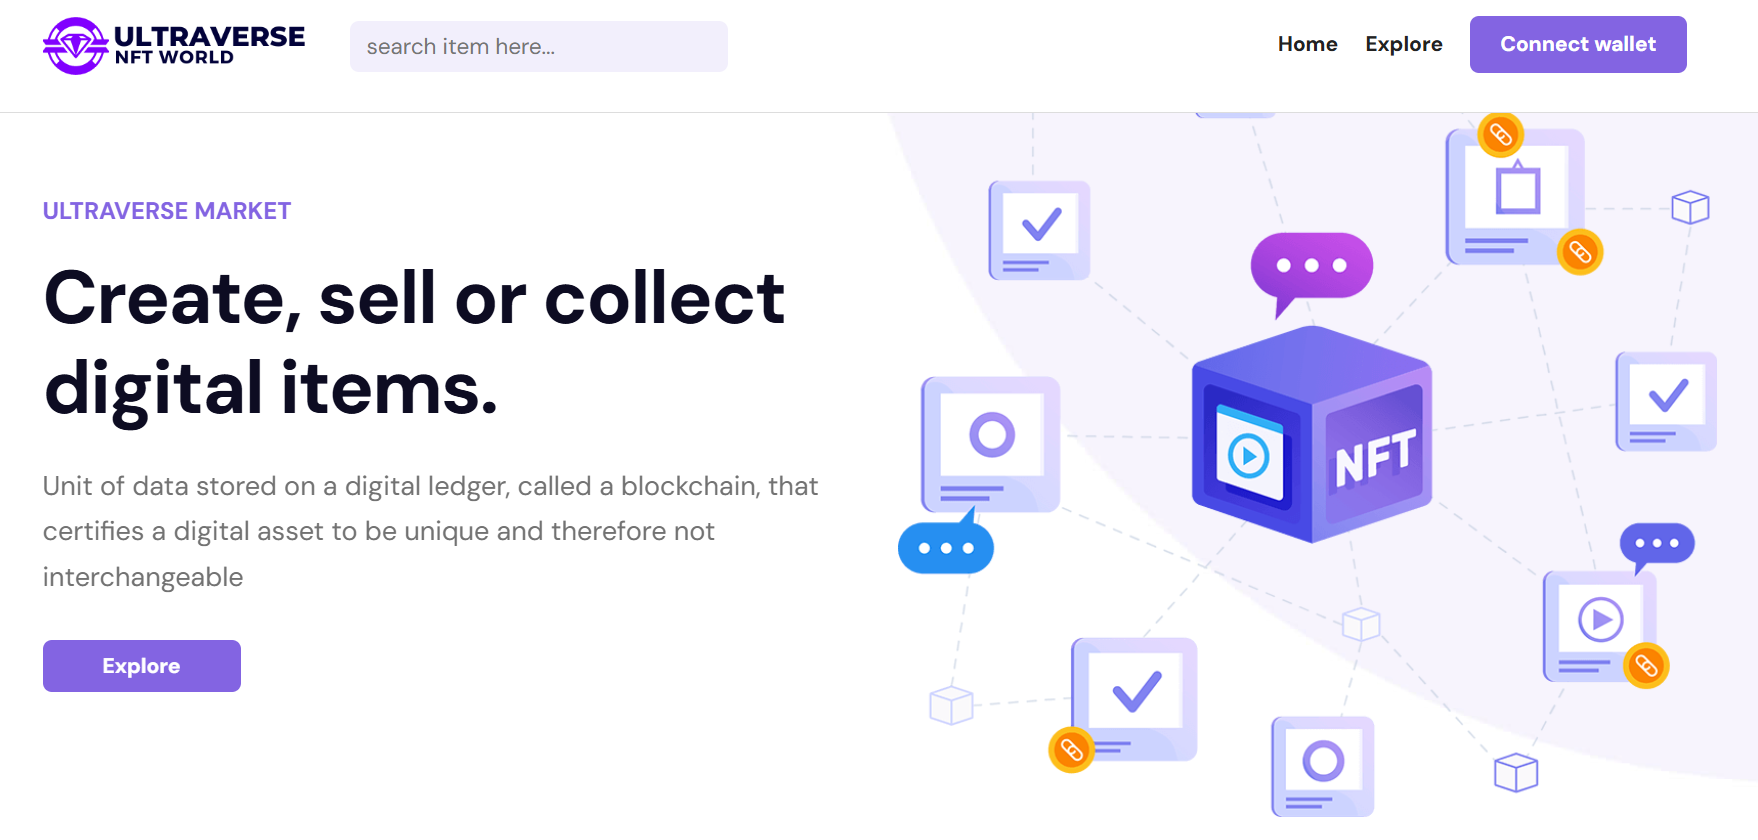 ULTRAVERSE
NFT WORLD
search item here...
Home
Explore
Connect wallet
ULTRAVERSE MARKET
Create, sell or collect
digital items.
Unit of data stored on a digital ledger, called a blockchain, that
certifies a digital asset to be unique and therefore not
interchangeable
Explore
NFT